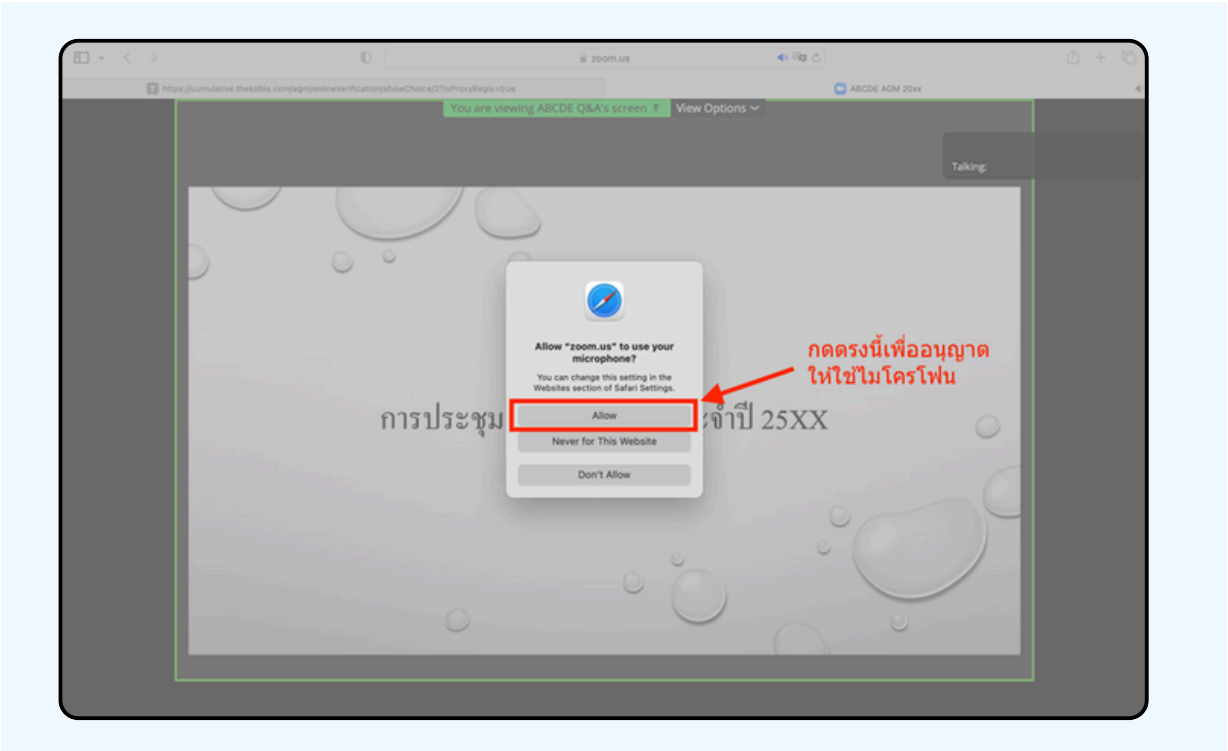 zoom.us
https://cumulative.thekoble.com/egm/onlineVerification/showChoice/2?isProxyRegis=true
ABCDE AGM 20xx
You are viewing ABCDE Q&A's screen
View Options
Talking:
Allow "zoom.us" to use your
microphone?
You can change this setting in the
Websites section of Safari Settings.
กดตรงนี้เพื่ออนุญาต
ให้ใช้ไมโครโฟน
Allow
การประชุม ะจำปี 25XX
Never for This Website
Don't Allow